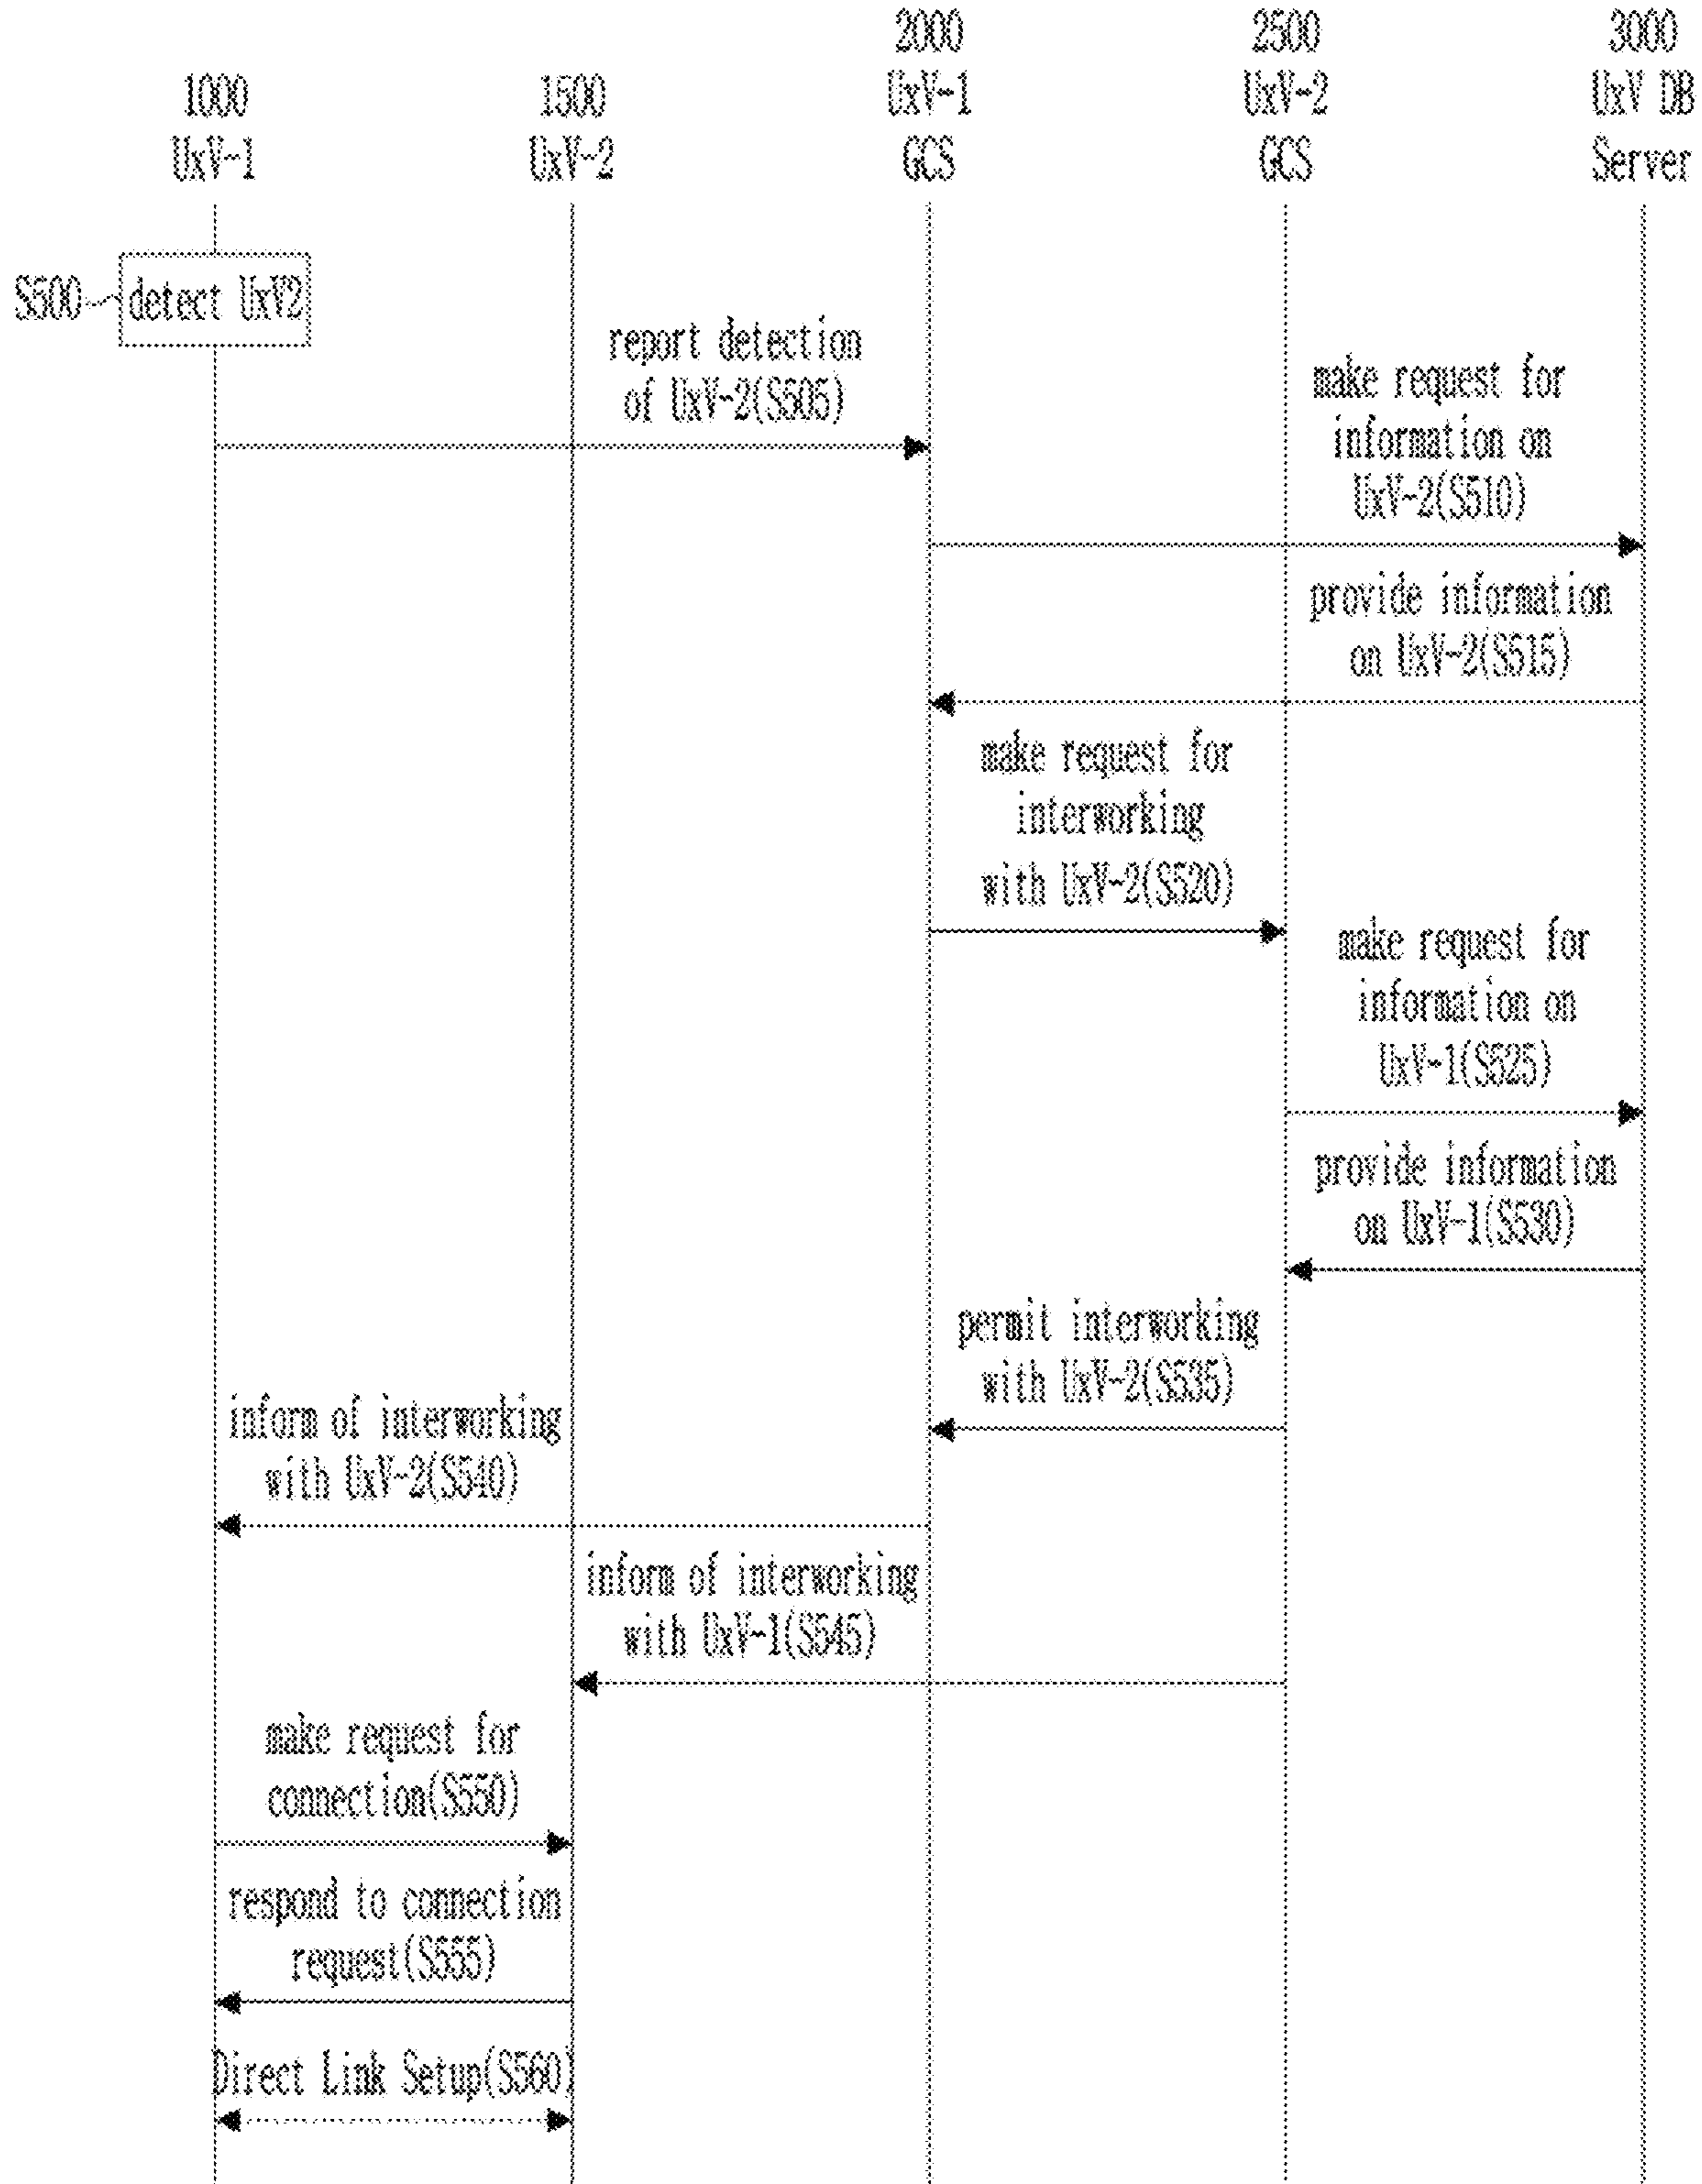 1000
UxV-1
1500
UxV-2
2000
UxV-1
GCS
2500
UxV-2
GCS
3000
UxV DB
Server
S500
detect UxV2
report detection
of UxV-2(S505)
make request for
information on
UxV-2(S510)
provide information
on UxV-2(S515)
make request for
interworking
with UxV-2(S520)
make request for
information on
UxV-1(S525)
provide information
on UxV-1(S530)
permit interworking
with UxV-2(S535)
inform of interworking
with UxV-2(S540)
inform of interworking
with UxV-1(S545)
make request for
connection(S550)
respond to connection
request(S555)
Direct Link Setup(S560)